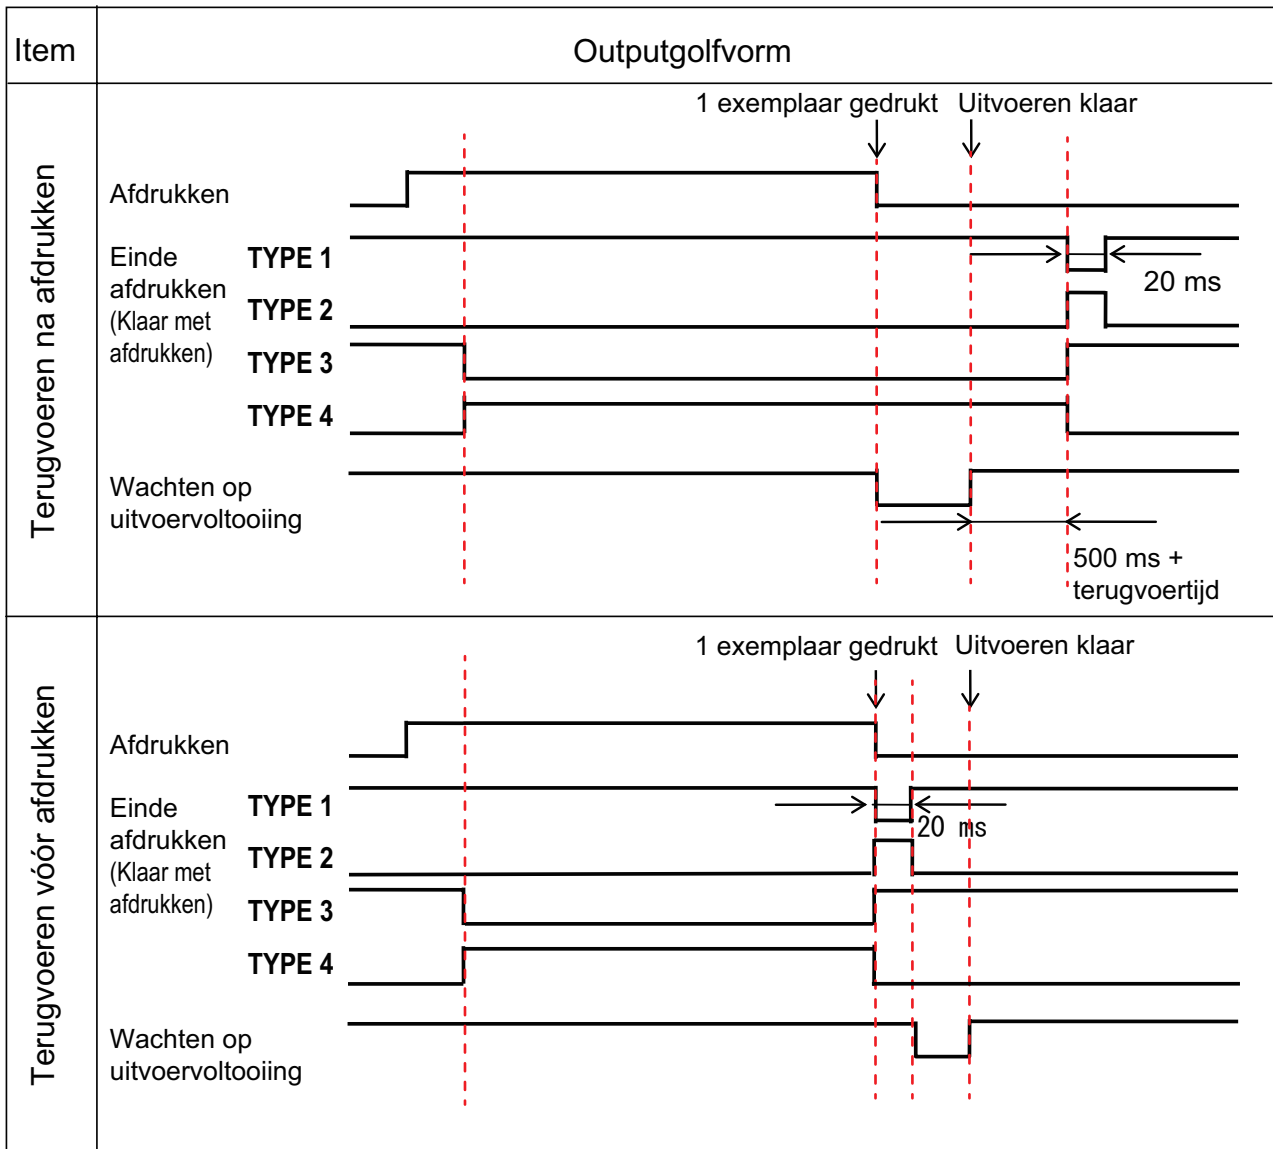 Item
Outputgolfvorm
Terugvoeren na afdrukken
1 exemplaar gedrukt
Uitvoeren klaar
Afdrukken
Einde
afdrukken
(Klaar met
afdrukken)
TYPE 1
TYPE 2
TYPE 3
TYPE 4
20 ms
Wachten op
uitvoervoltooiing
500 ms +
terugvoertijd
Terugvoeren vóór afdrukken
1 exemplaar gedrukt
Uitvoeren klaar
Afdrukken
Einde
afdrukken
(Klaar met
afdrukken)
TYPE 1
TYPE 2
TYPE 3
TYPE 4
20 ms
Wachten op
uitvoervoltooiing